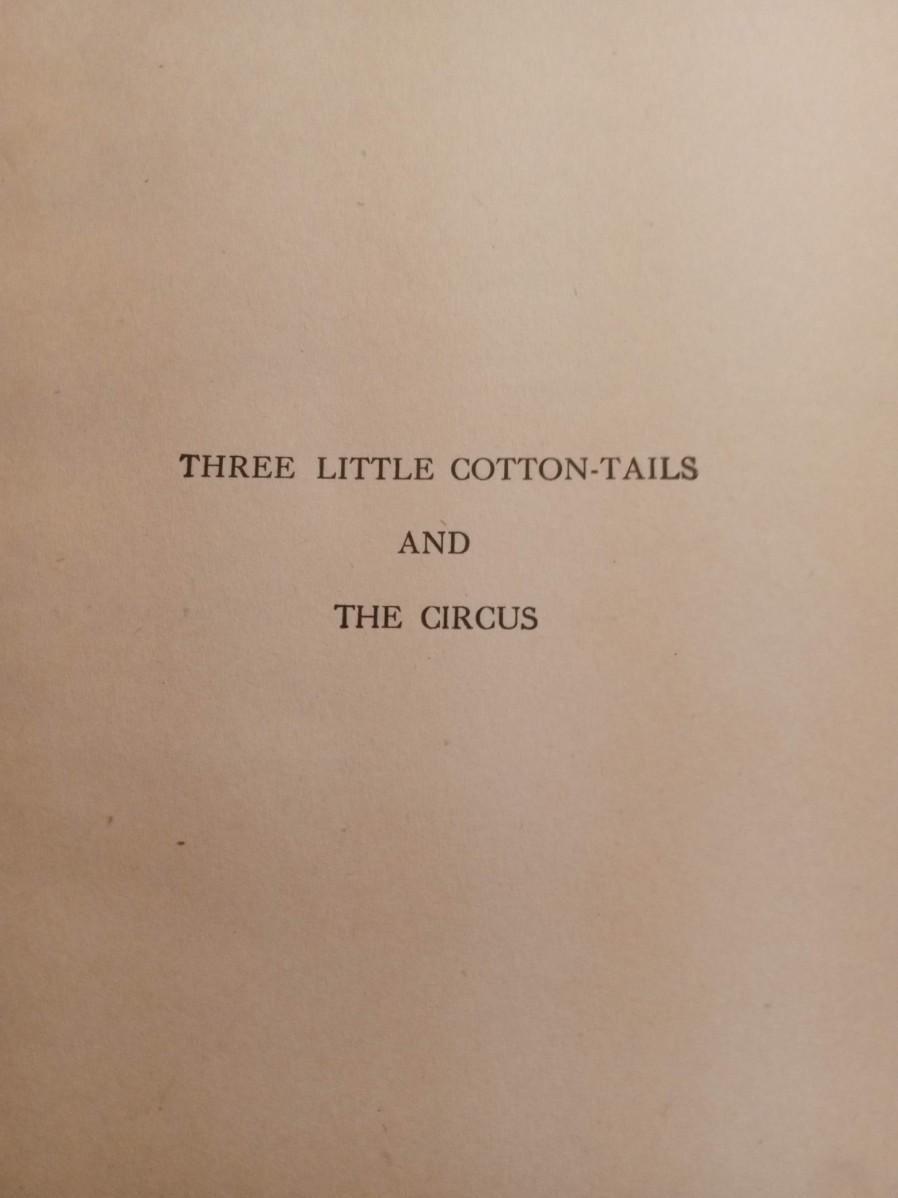 THREE LITTLE COTTON-TAILS
AND
THE CIRCUS